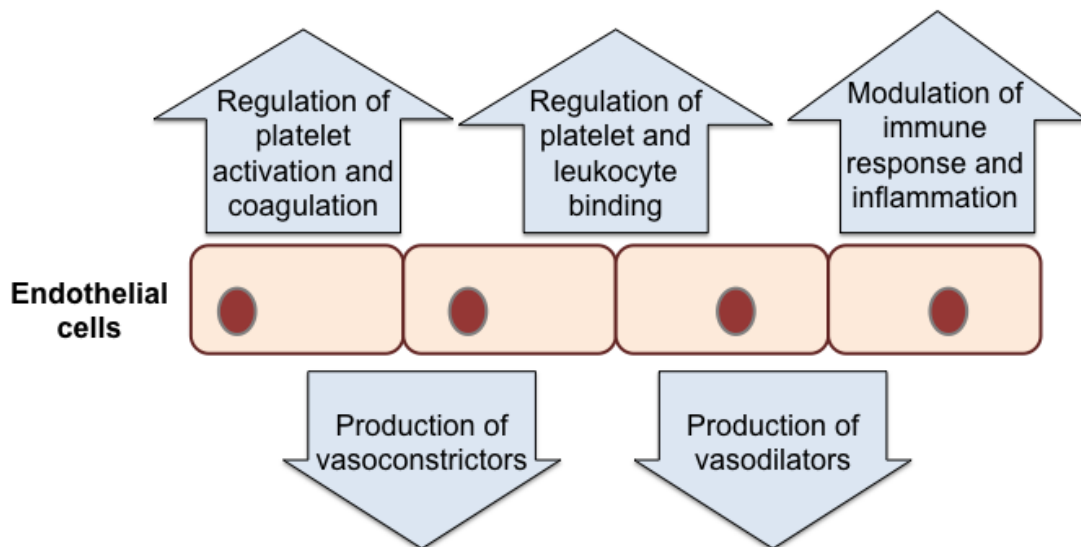 Regulation of
platelet
activation and
coagulation
Regulation of
platelet and
leukocyte
binding
Modulation of
immune
response and
inflammation
Endothelial
cells
Production of
vasoconstrictors
Production of
vasodilators